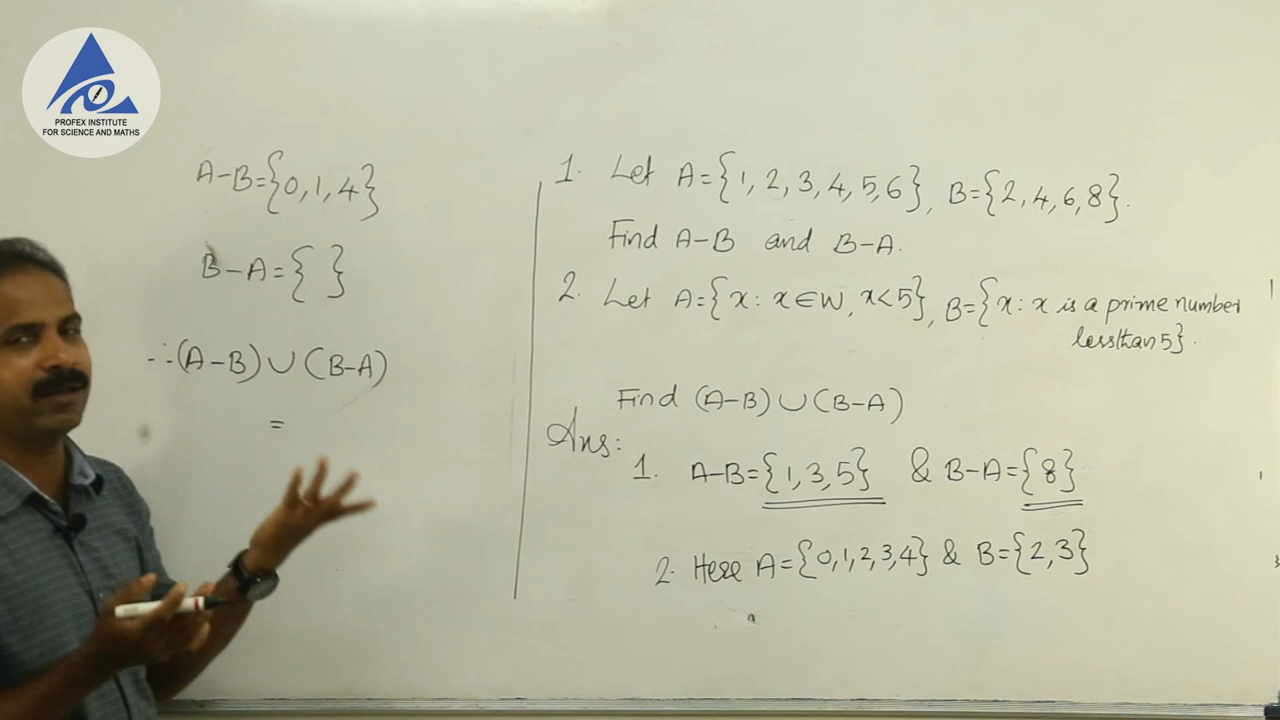 PROFEX INSTITUTE
FOR SCIENCE AND MATHS
A-B={0,1,4}
B-A={ }
∴(A-B)∪(B-A)
=
1. Let A={1,2,3,4,5,6}, B={2,4,6,8}.
Find A-B and B-A.
2. Let A={x: x∈W, x<5}, B={x: x is a prime number
less than 5}.
Find (A-B)∪(B-A)
Ans:
1. A-B={1,3,5} & B-A={8}
2. Here A={0,1,2,3,4} & B={2,3}